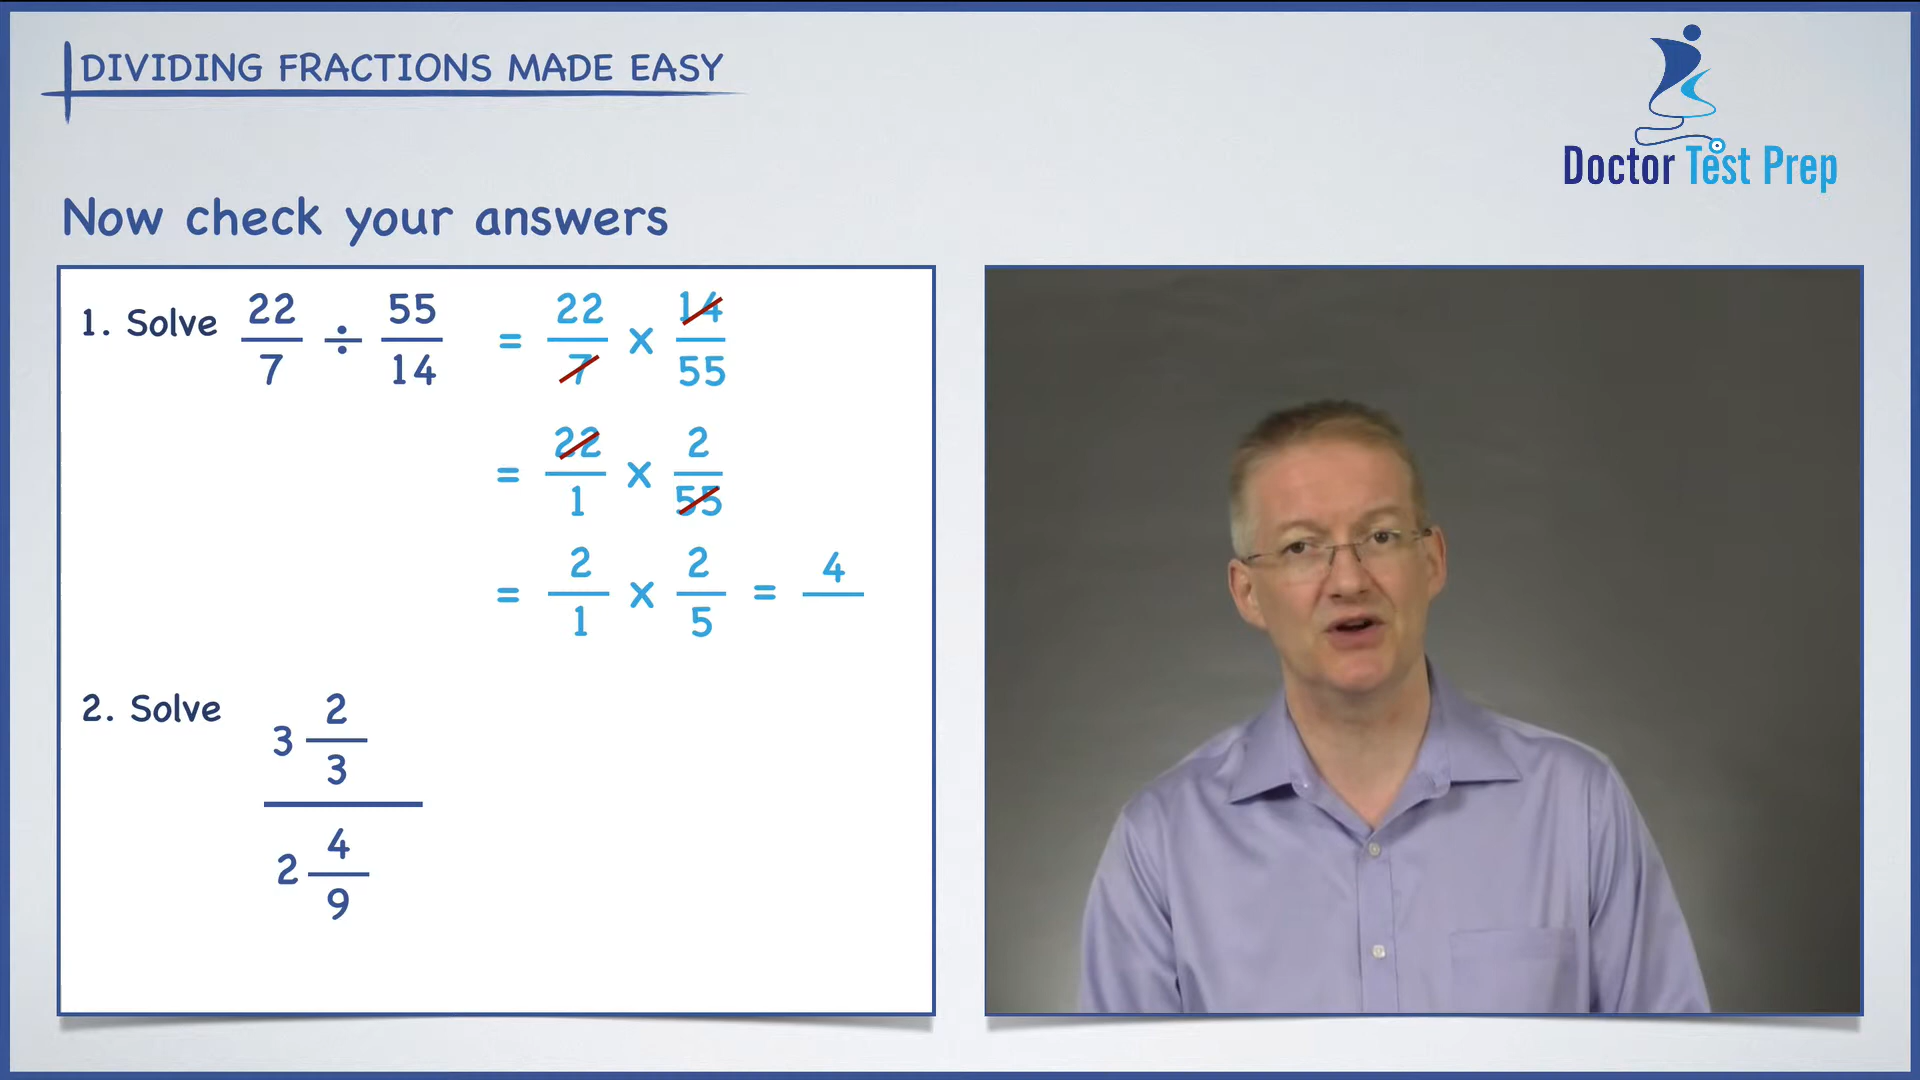 DIVIDING FRACTIONS MADE EASY
Doctor Test Prep
Now check your answers
1. Solve 22/7 ÷ 55/14 = 22/7 x 14/55
= 22/1 x 2/55
= 2/1 x 2/5 = 4/
2. Solve
3 2/3
2 4/9